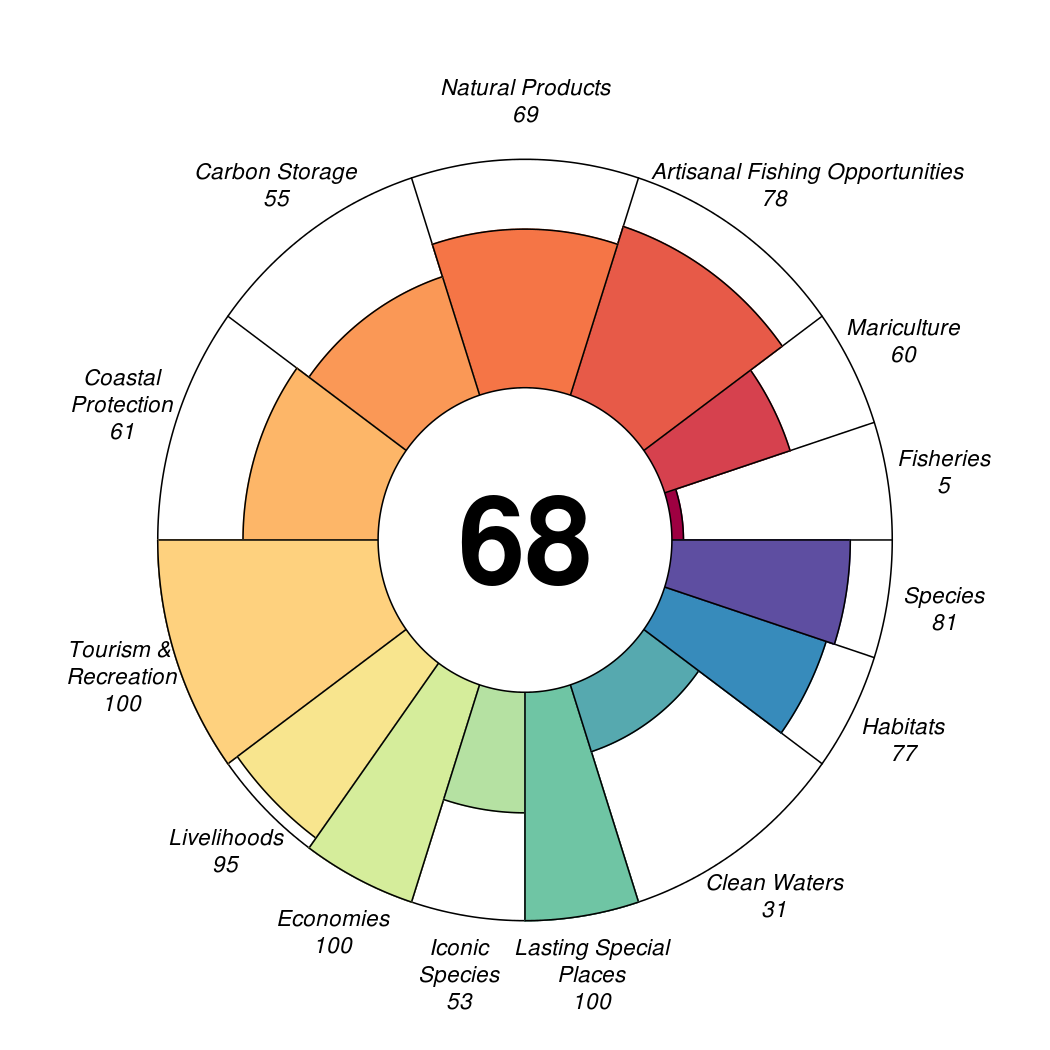 Natural Products
69
Carbon Storage
55
Artisanal Fishing Opportunities
78
Mariculture
60
Coastal
Protection
61
Fisheries
5
68
Species
81
Tourism &
Recreation
100
Habitats
77
Livelihoods
95
Clean Waters
31
Economies
100
Iconic
Species
53
Lasting Special
Places
100